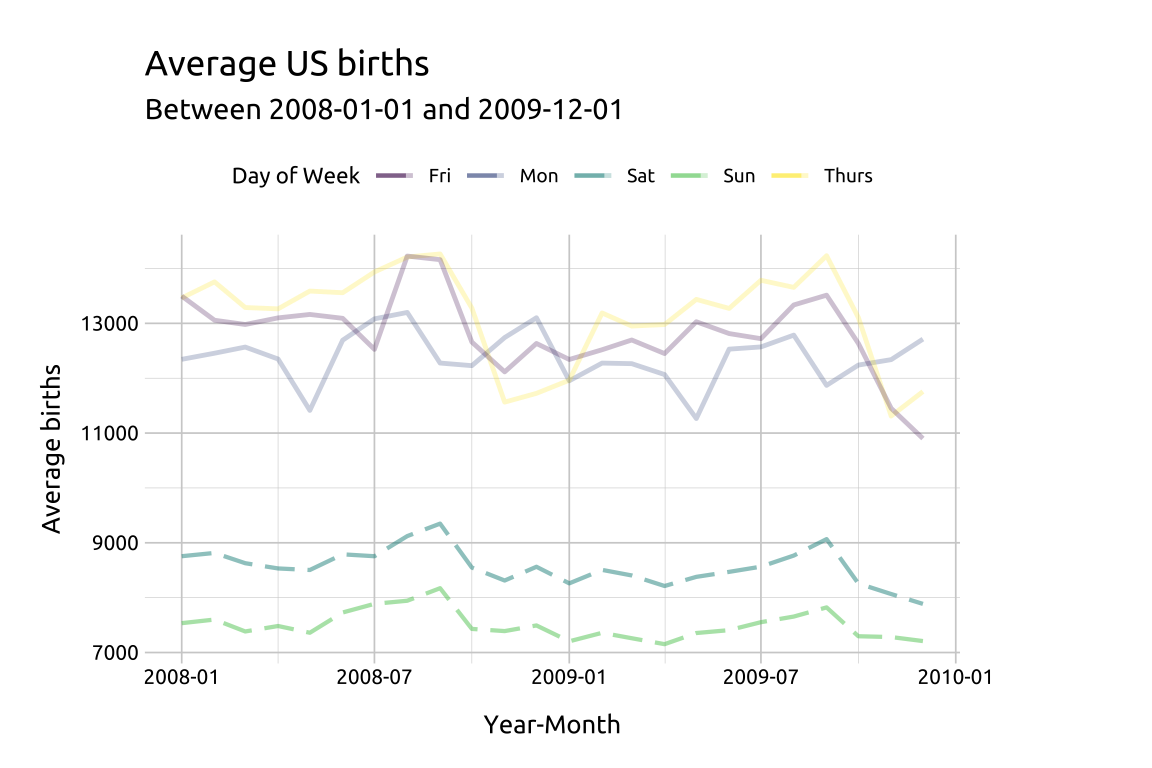 Average US births
Between 2008-01-01 and 2009-12-01
Day of Week Fri Mon Sat Sun Thurs
Average births
13000
11000
9000
7000
2008-01 2008-07 2009-01 2009-07 2010-01
Year-Month